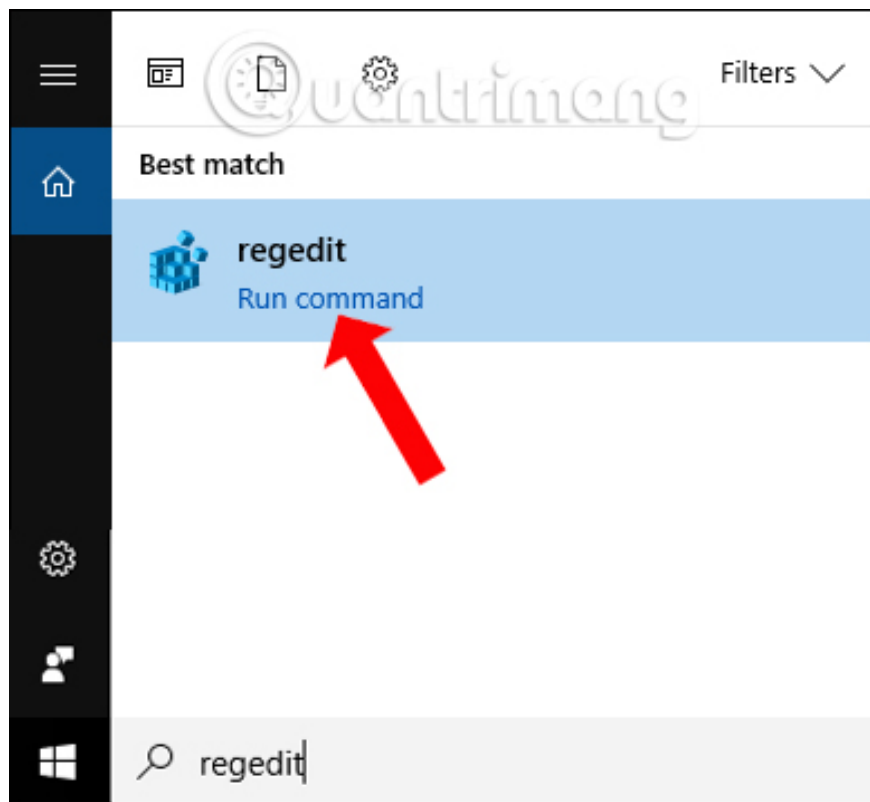 Quantrimang
Filters
Best match
regedit
Run command
regedit